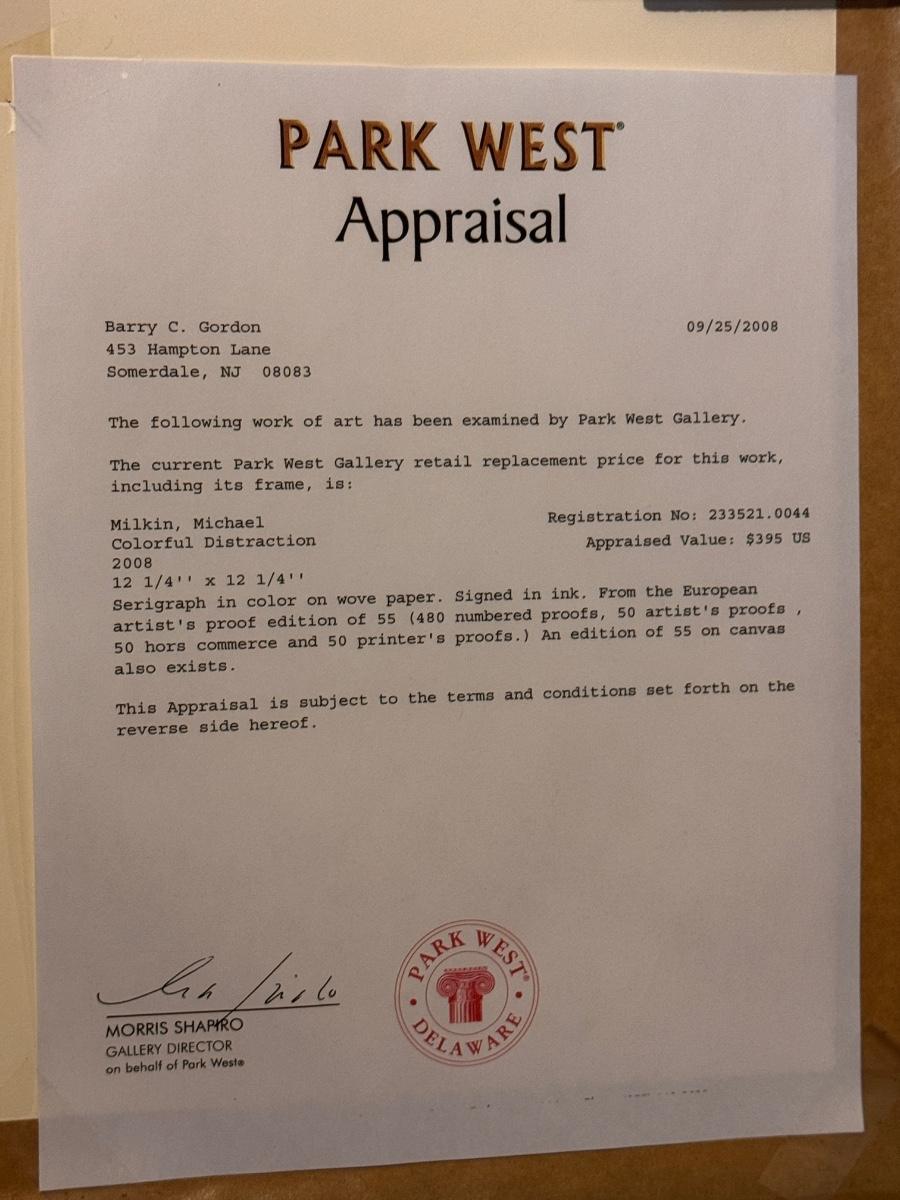 PARK WEST®
Appraisal
Barry C. Gordon
09/25/2008
453 Hampton Lane
Somerdale, NJ  08083
The following work of art has been examined by Park West Gallery.
The current Park West Gallery retail replacement price for this work,
including its frame, is:
Milkin, Michael
Registration No: 233521.0044
Colorful Distraction
Appraised Value: $395 US
2008
12 1/4'' x 12 1/4''
Serigraph in color on wove paper. Signed in ink. From the European
artist's proof edition of 55 (480 numbered proofs, 50 artist's proofs ,
50 hors commerce and 50 printer's proofs.) An edition of 55 on canvas
also exists.
This Appraisal is subject to the terms and conditions set forth on the
reverse side hereof.
MORRIS SHAPIRO
GALLERY DIRECTOR
on behalf of Park West®
PARK WEST®
DELAWARE